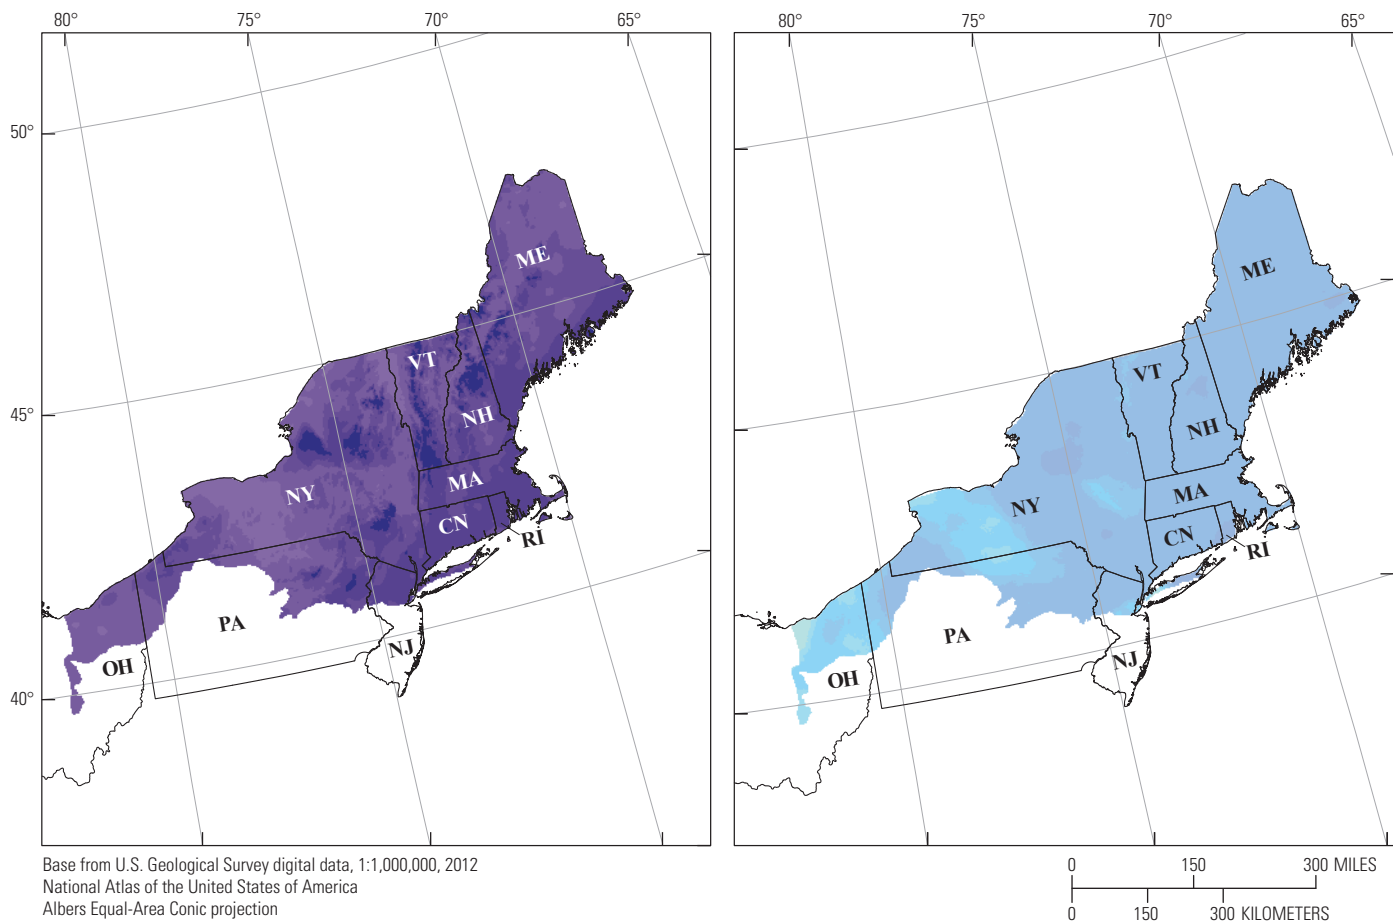 80° 75° 70° 65°
50°
45°
40°
ME
VT
NH
NY
MA
CN
RI
PA
NJ
OH
80° 75° 70° 65°
ME
VT
NH
NY
MA
CN
RI
PA
NJ
OH
Base from U.S. Geological Survey digital data, 1:1,000,000, 2012
National Atlas of the United States of America
Albers Equal-Area Conic projection
0 150 300 MILES
0 150 300 KILOMETERS